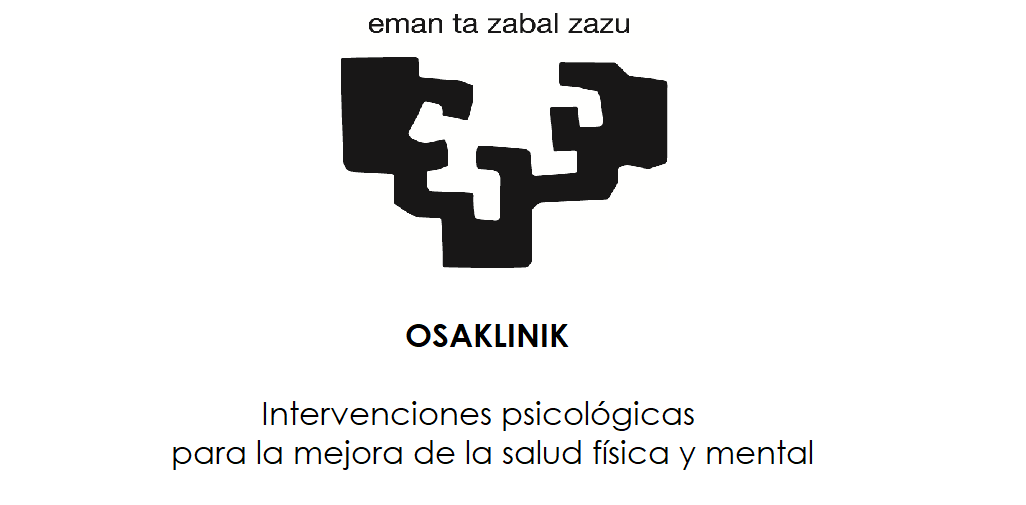 eman ta zabal zazu
OSAKLINIK
Intervenciones psicológicas
para la mejora de la salud física y mental